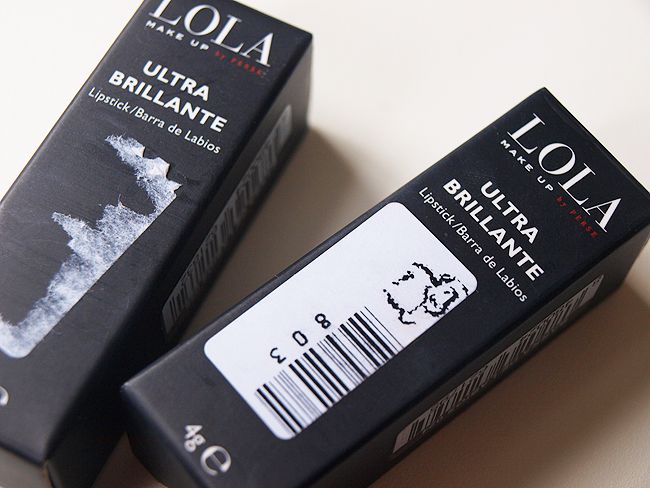 LOLA
MAKE UP by PERSE
ULTRA
BRILLANTE
Lipstick/Barra de Labios
e
LOLA
MAKE UP by PERSE
ULTRA
BRILLANTE
Lipstick/Barra de Labios
803
4g e